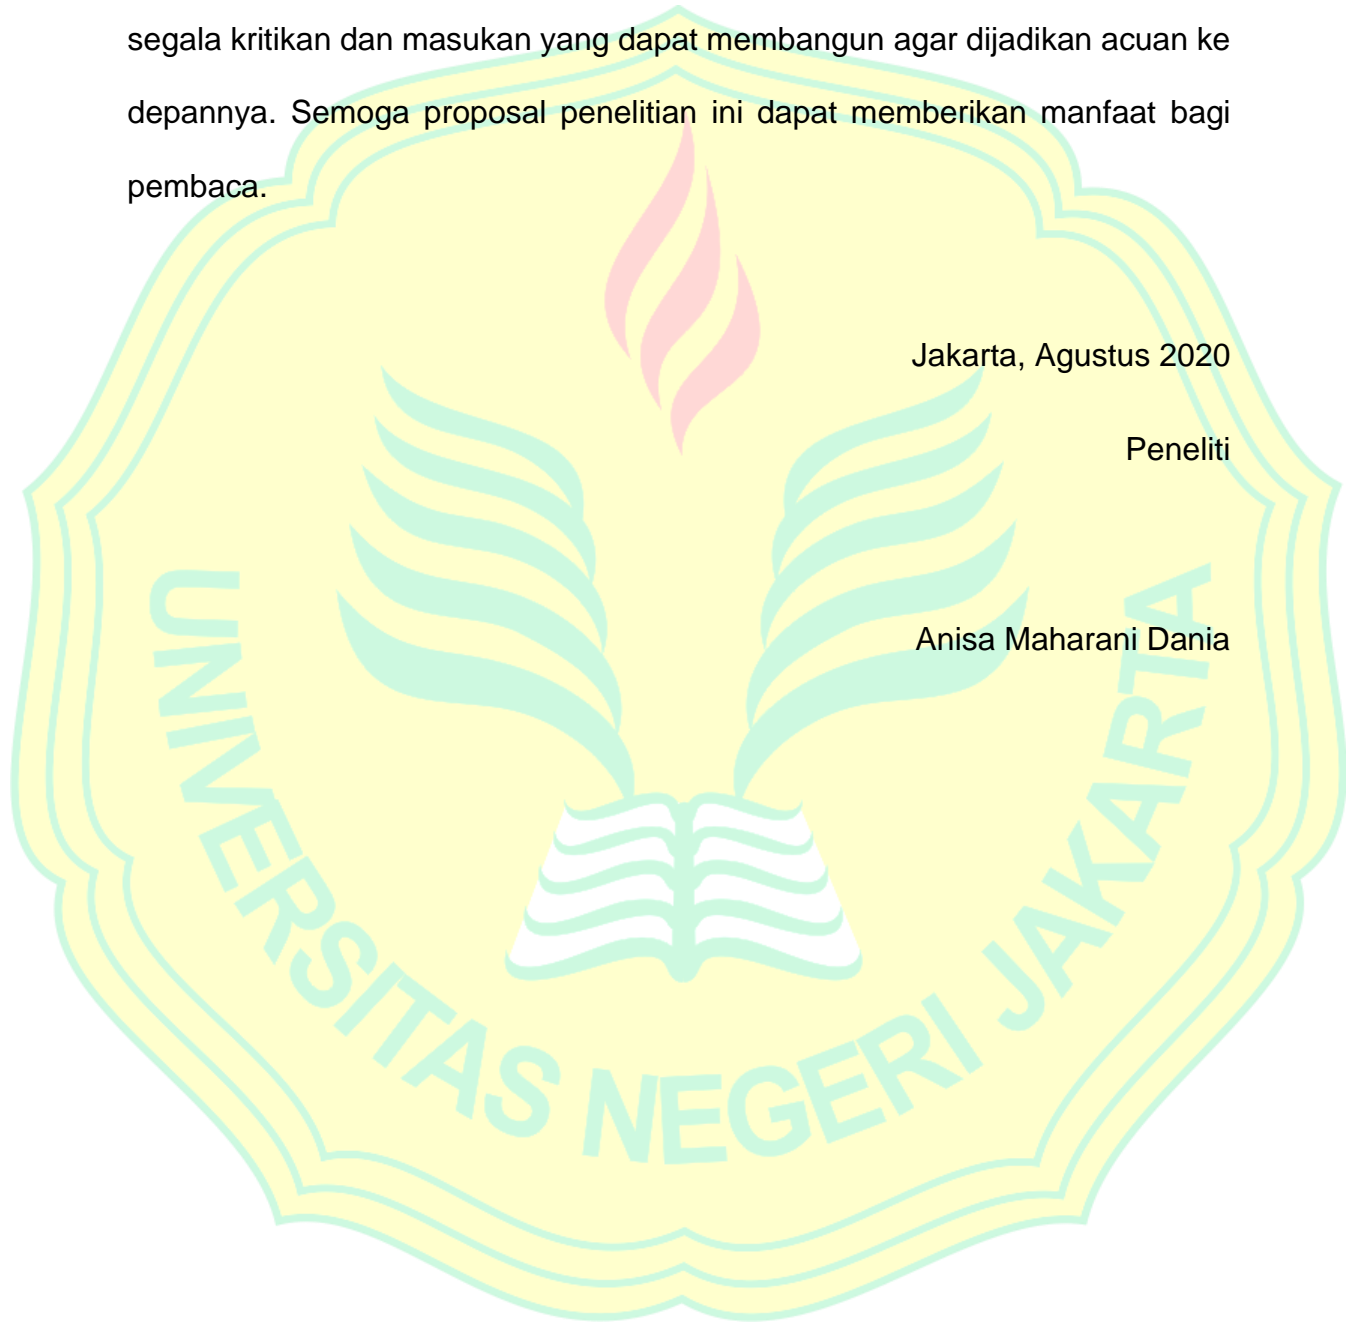 segala kritikan dan masukan yang dapat membangun agar dijadikan acuan ke
depannya. Semoga proposal penelitian ini dapat memberikan manfaat bagi
pembaca.
Jakarta, Agustus 2020
Peneliti
Anisa Maharani Dania
UNIVERSITAS NEGERI JAKARTA